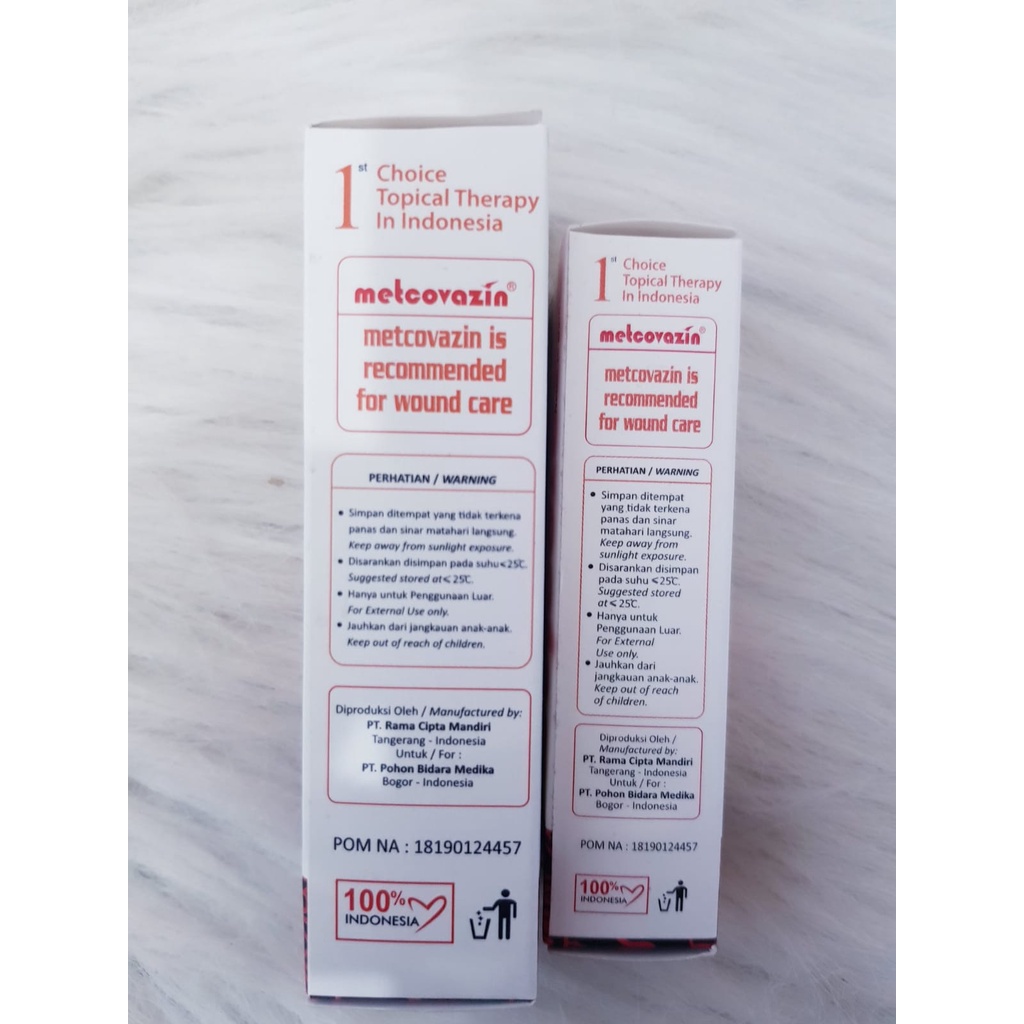 1st Choice
Topical Therapy
In Indonesia
metcovazin®
metcovazin is
recommended
for wound care
PERHATIAN / WARNING
• Simpan ditempat yang tidak terkena
panas dan sinar matahari langsung.
Keep away from sunlight exposure.
• Disarankan disimpan pada suhu⩽25℃.
Suggested stored at⩽ 25℃.
• Hanya untuk Penggunaan Luar.
For External Use only.
• Jauhkan dari jangkauan anak-anak.
Keep out of reach of children.
Diproduksi Oleh / Manufactured by:
PT. Rama Cipta Mandiri
Tangerang - Indonesia
Untuk / For :
PT. Pohon Bidara Medika
Bogor - Indonesia
POM NA : 18190124457
100%
INDONESIA
1st Choice
Topical Therapy
In Indonesia
metcovazin®
metcovazin is
recommended
for wound care
PERHATIAN / WARNING
• Simpan ditempat
yang tidak terkena
panas dan sinar
matahari langsung.
Keep away from
sunlight exposure.
• Disarankan disimpan
pada suhu ⩽25℃.
Suggested stored
at⩽ 25℃.
• Hanya untuk
Penggunaan Luar.
For External
Use only.
• Jauhkan dari
jangkauan anak-anak.
Keep out of reach
of children.
Diproduksi Oleh /
Manufactured by:
PT. Rama Cipta Mandiri
Tangerang - Indonesia
Untuk / For :
PT. Pohon Bidara Medika
Bogor - Indonesia
POM NA : 18190124457
100%
INDONESIA